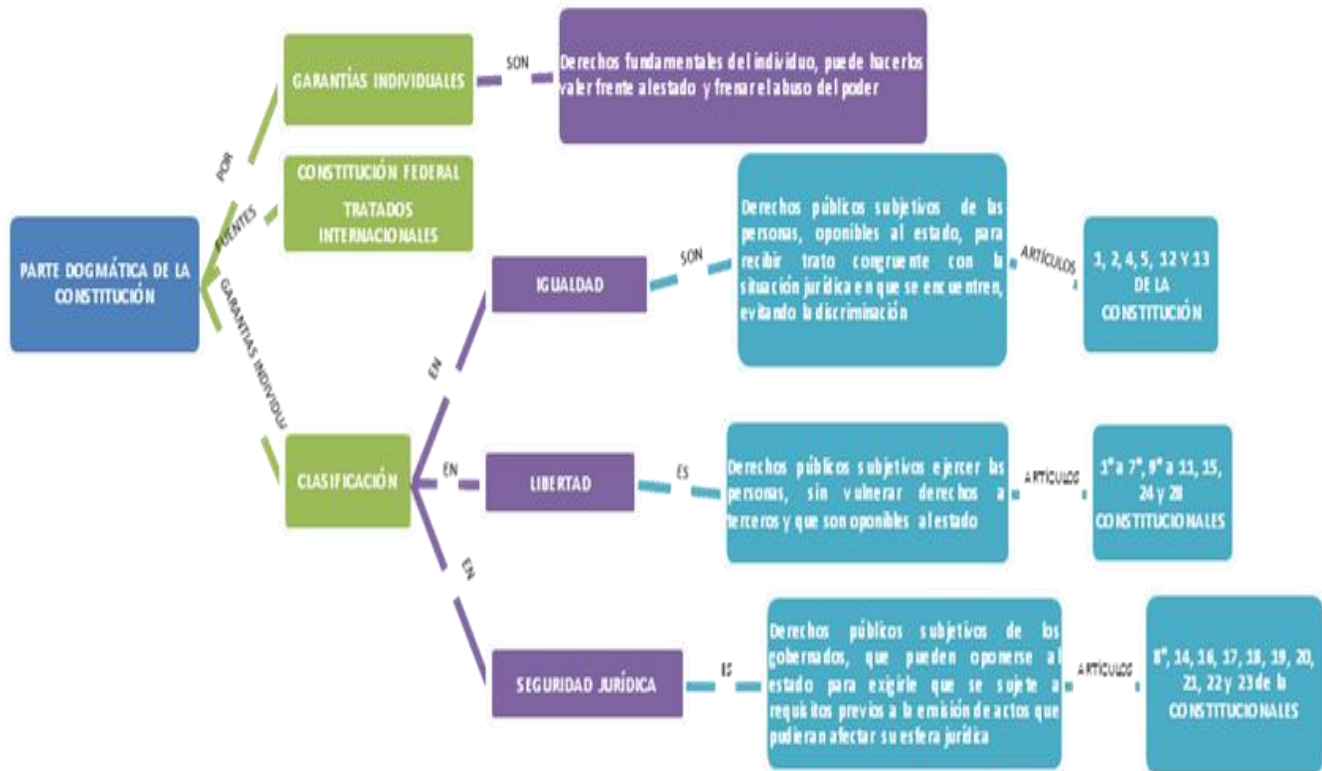 PARTE DOGMÁTICA DE LA
CONSTITUCIÓN
POR
GARANTÍAS INDIVIDUALES
SON
Derechos fundamentales del individuo, puede hacerlos
valer frente al estado y frenar el abuso del poder
FUENTES
CONSTITUCIÓN FEDERAL
TRATADOS
INTERNACIONALES
GARANTIAS
CLASIFICACIÓN
EN
IGUALDAD
SON
Derechos públicos subjetivos de las
personas, oponibles al estado, para
recibir trato congruente con la
situación jurídica en que se encuentren,
evitando la discriminación
ARTÍCULOS
1, 2, 4, 5, 12 Y 13
DE LA
CONSTITUCIÓN
EN
LIBERTAD
ES
Derechos públicos subjetivos a ejercer las
personas, sin vulnerar derechos a
terceros y que son oponibles al estado
ARTÍCULOS
1° a 7°, 9° a 11, 15,
24 y 28
CONSTITUCIONALES
EN
SEGURIDAD JURÍDICA
ES
Derechos públicos subjetivos de los
gobernados, que pueden oponerse al
estado para exigirle que se sujete a
requisitos previos a la emisión de actos que
pudieran afectar su esfera jurídica
ARTÍCULOS
8°, 14, 16, 17, 18, 19, 20,
21, 22 y 23 de la
CONSTITUCIONALES